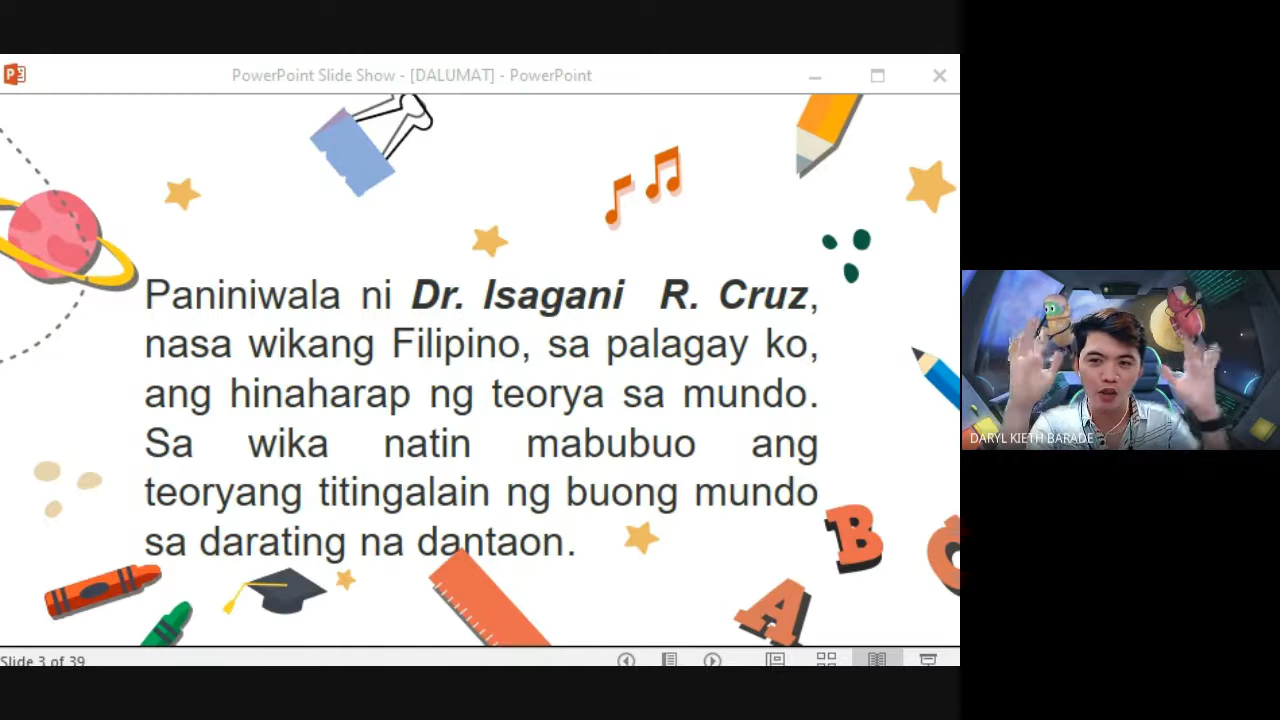 PowerPoint Slide Show - [DALUMAT] - PowerPoint
Paniniwala ni Dr. Isagani R. Cruz,
nasa wikang Filipino, sa palagay ko,
ang hinaharap ng teorya sa mundo.
Sa wika natin mabubuo ang
teoryang titingalain ng buong mundo
sa darating na dantaon.
B
C
A
DARYL KIETH BARADE
Slide 3 of 39